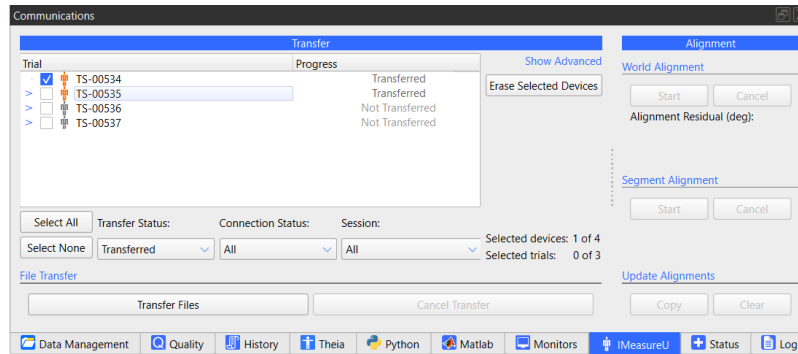 Communications
Transfer
Alignment
Trial Progress
Show Advanced
World Alignment
TS-00534 Transferred
Erase Selected Devices
TS-00535 Transferred
Start Cancel
TS-00536 Not Transferred
Alignment Residual (deg):
TS-00537 Not Transferred
Segment Alignment
Start Cancel
Select All Transfer Status: Connection Status: Session:
Select None Transferred All All
Selected devices: 1 of 4
Selected trials: 0 of 3
File Transfer
Update Alignments
Transfer Files Cancel Transfer
Copy Clear
Data Management Quality History Theia Python Matlab Monitors IMeasureU Status Log